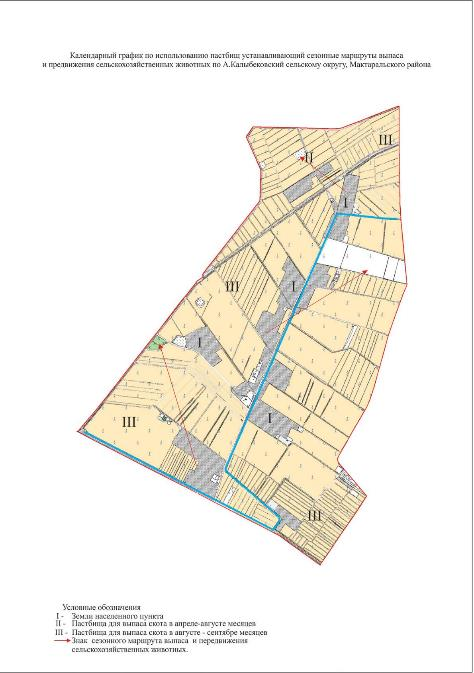 Календарный график по использованию пастбищ устанавливающий сезонные маршруты выпаса
и предвижения сельскохозяйственных животных по А.Калыбековский сельскому округу, Мактаральского района
III
II
I
III
I
I
III
I
III
Условные обозначения
I - Земли населенного пункта
II - Пастбища для выпаса скота в апреле-августе месяцев
III - Пастбища для выпаса скота в августе - сентябре месяцев
Знак сезонного маршрута выпаса и передвижения
сельскохозяйственных животных.